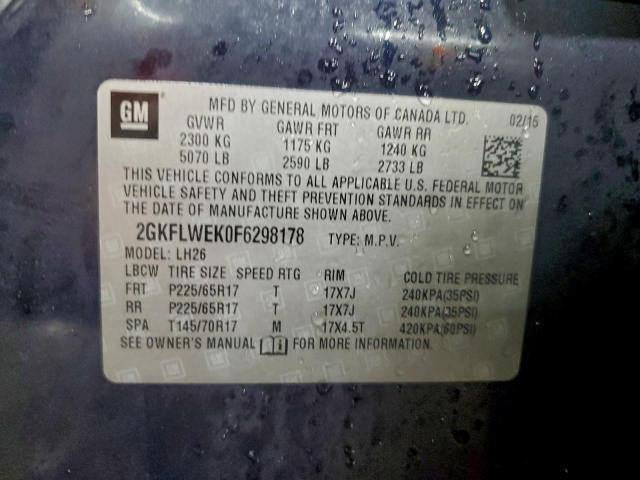 GM
MFD BY GENERAL MOTORS OF CANADA LTD. 02/15
GVWR GAWR FRT GAWR RR
2300 KG 1175 KG 1240 KG
5070 LB 2590 LB 2733 LB
THIS VEHICLE CONFORMS TO ALL APPLICABLE U.S. FEDERAL MOTOR
VEHICLE SAFETY AND THEFT PREVENTION STANDARDS IN EFFECT ON
THE DATE OF MANUFACTURE SHOWN ABOVE.
2GKFLWEK0F6298178 TYPE: M.P.V.
MODEL: LH26
LBCW TIRE SIZE SPEED RTG RIM COLD TIRE PRESSURE
FRT P225/65R17 T 17X7J 240KPA(35PSI)
RR P225/65R17 T 17X7J 240KPA(35PSI)
SPA T145/70R17 M 17X4.5T 420KPA(60PSI)
SEE OWNER'S MANUAL FOR MORE INFORMATION.